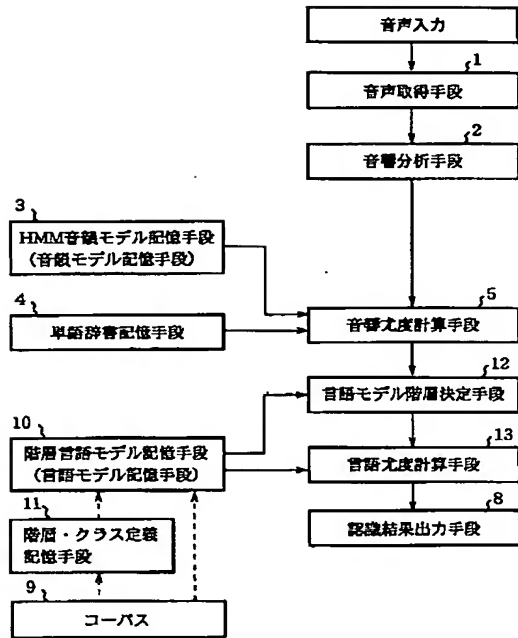 音声入力
1
音声取得手段
2
音響分析手段
3
HMM音韻モデル記憶手段
(音韻モデル記憶手段)
4
単語辞書記憶手段
5
音響尤度計算手段
12
言語モデル階層決定手段
10
階層言語モデル記憶手段
(言語モデル記憶手段)
13
言語尤度計算手段
11
階層・クラス定義
記憶手段
8
認識結果出力手段
9
コーパス